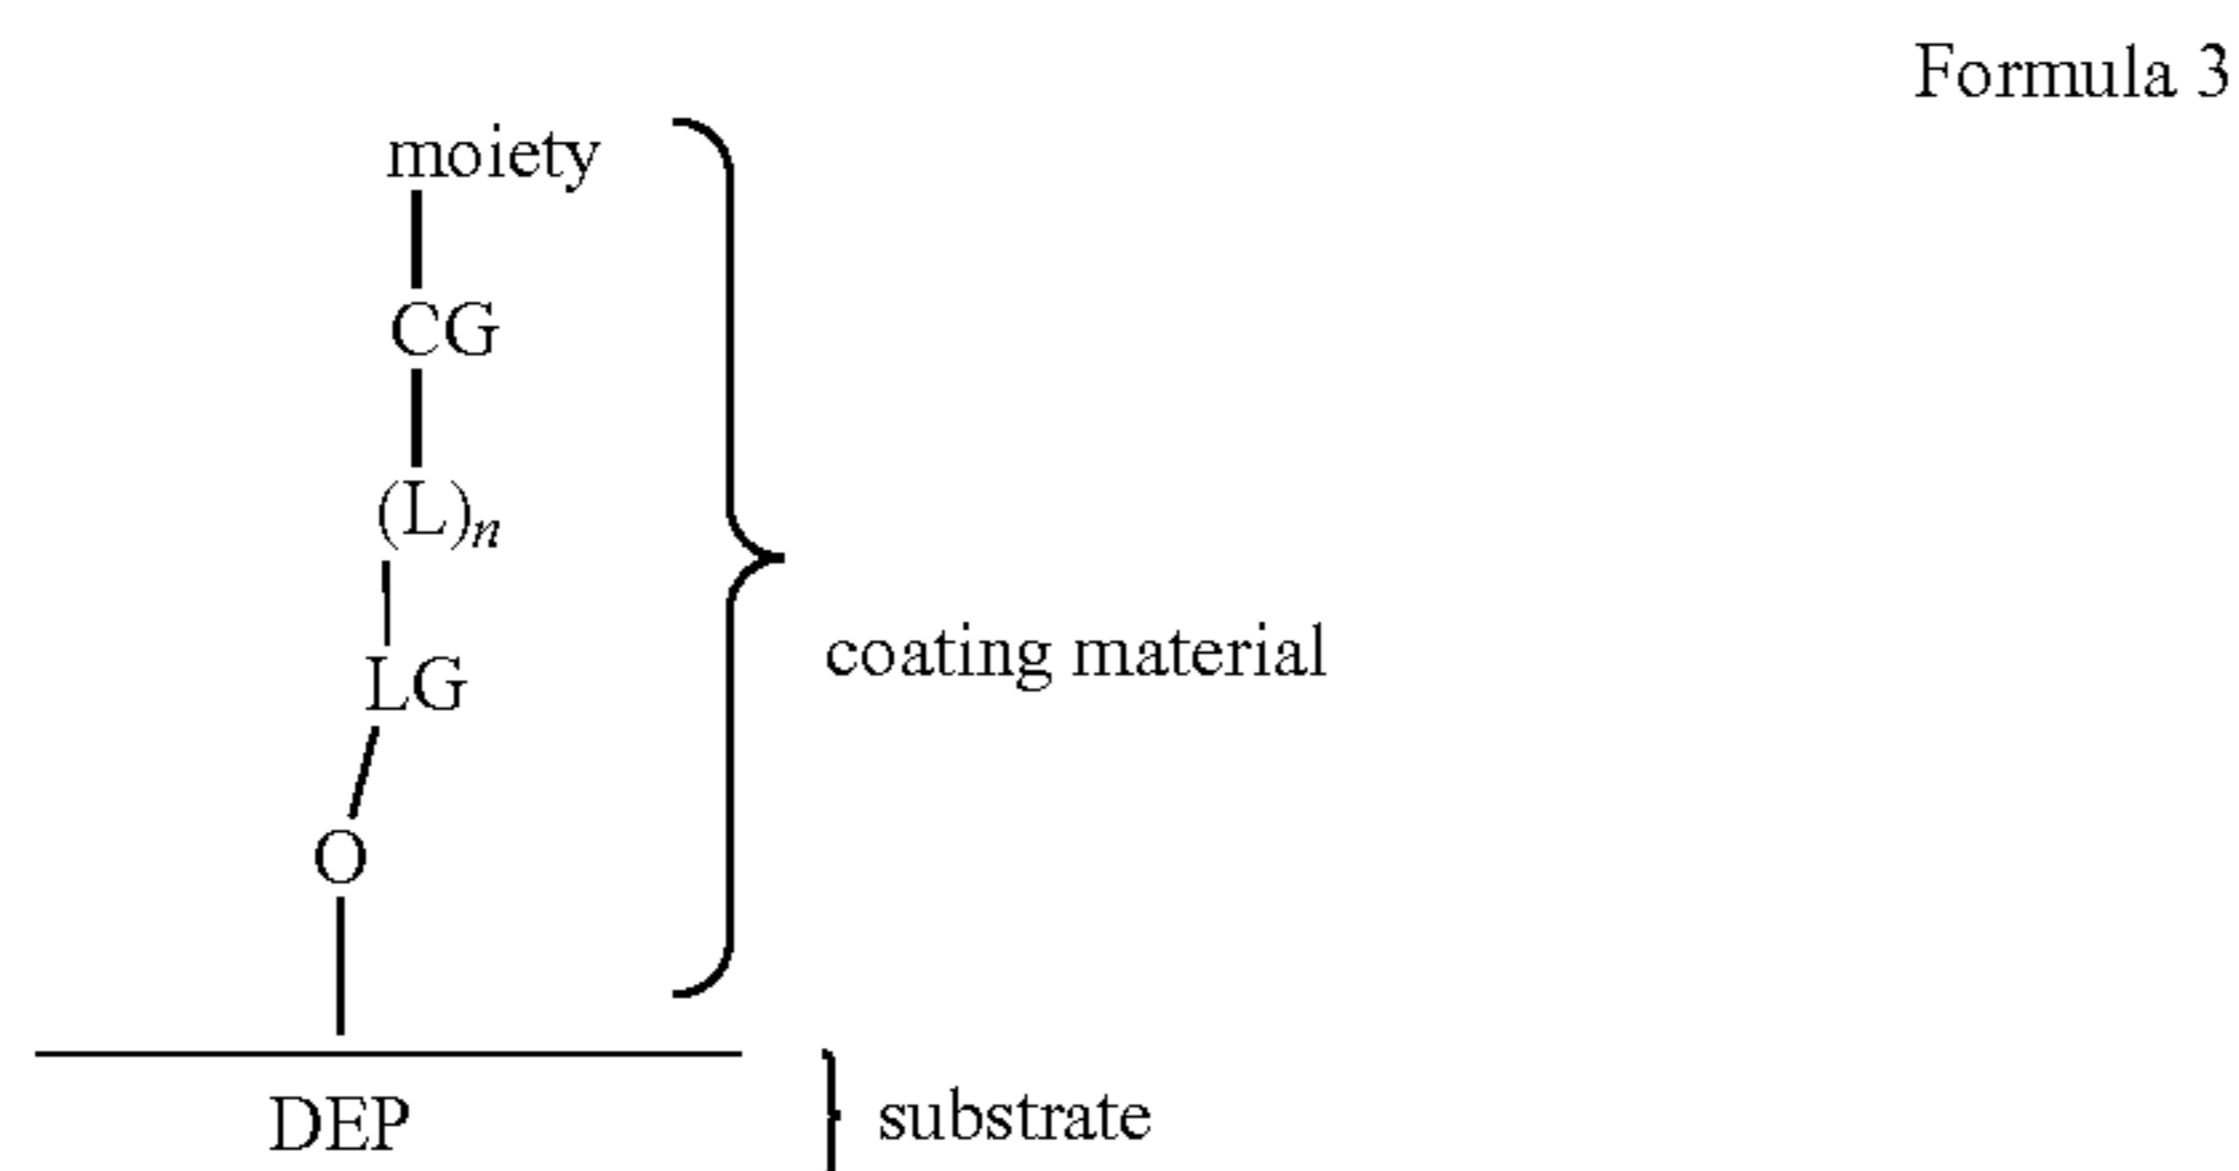 Formula 3
moiety
CG
(L)n
coating material
LG
O
DEP
substrate